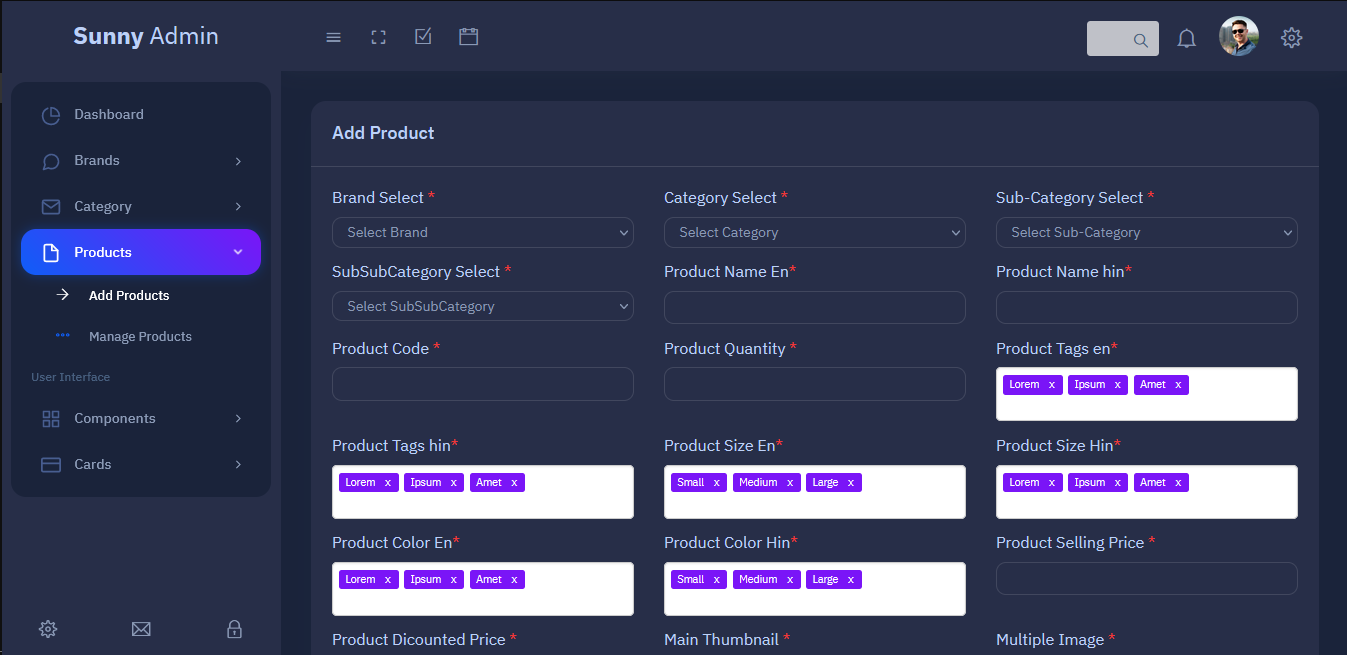 Sunny Admin
Dashboard
Brands
Category
Products
Add Products
Manage Products
User Interface
Components
Cards
Add Product
Brand Select * Category Select * Sub-Category Select *
Select Brand Select Category Select Sub-Category
SubSubCategory Select * Product Name En* Product Name hin*
Select SubSubCategory
Product Code * Product Quantity * Product Tags en*
Lorem x Ipsum x Amet x
Product Tags hin* Product Size En* Product Size Hin*
Lorem x Ipsum x Amet x Small x Medium x Large x Lorem x Ipsum x Amet x
Product Color En* Product Color Hin* Product Selling Price *
Lorem x Ipsum x Amet x Small x Medium x Large x
Product Dicounted Price * Main Thumbnail * Multiple Image *